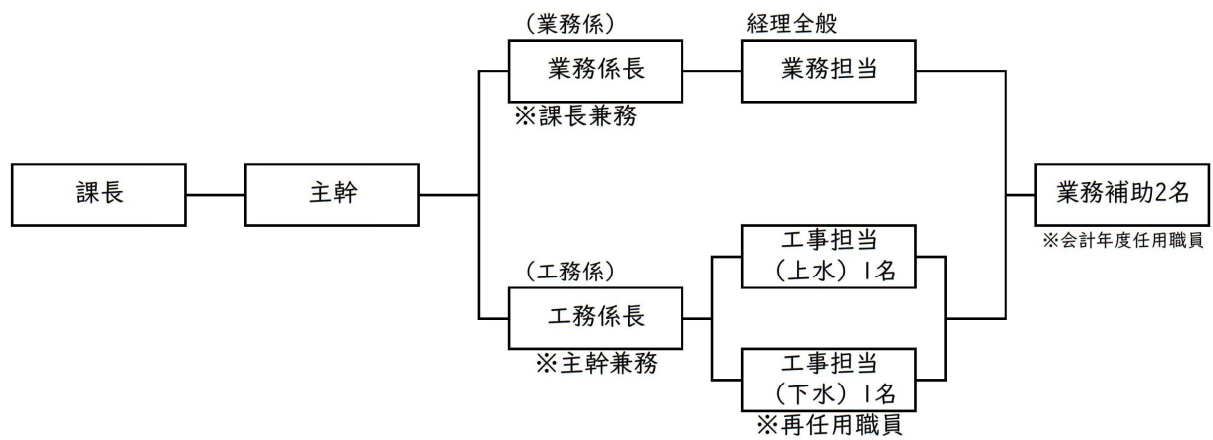 課長
主幹
（業務係）
業務係長
※課長兼務
経理全般
業務担当
（工務係）
工務係長
※主幹兼務
工事担当
（上水）1名
工事担当
（下水）1名
※再任用職員
業務補助2名
※会計年度任用職員